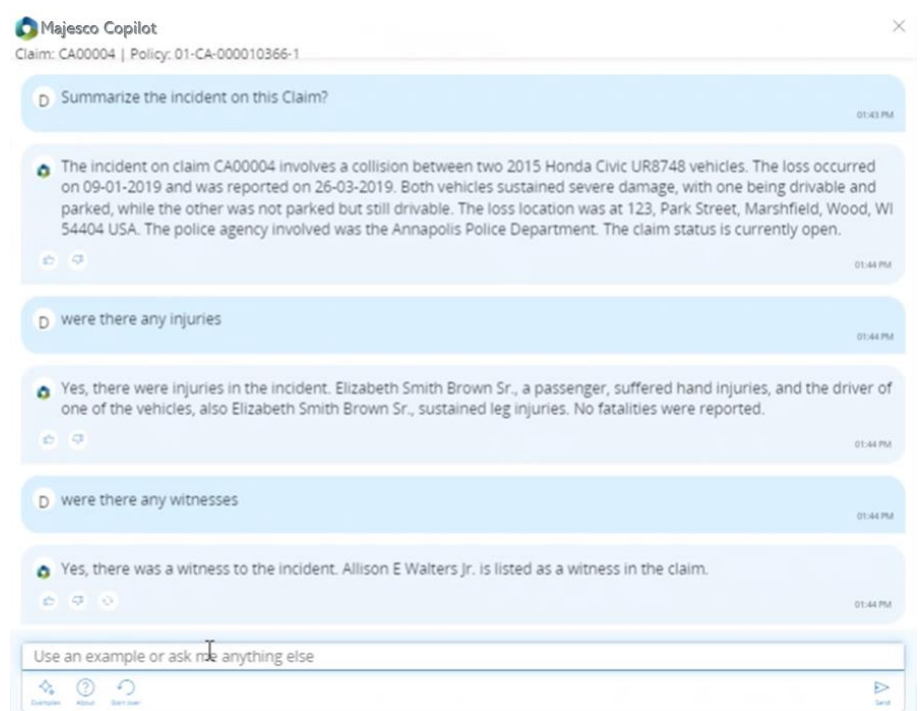 Majesco Copilot
Claim: CA00004 | Policy: 01-CA-000010366-1
D Summarize the incident on this Claim?
01:43 PM
The incident on claim CA00004 involves a collision between two 2015 Honda Civic UR8748 vehicles. The loss occurred
on 09-01-2019 and was reported on 26-03-2019. Both vehicles sustained severe damage, with one being drivable and
parked, while the other was not parked but still drivable. The loss location was at 123, Park Street, Marshfield, Wood, WI
54404 USA. The police agency involved was the Annapolis Police Department. The claim status is currently open.
01:44 PM
D were there any injuries
01:44 PM
Yes, there were injuries in the incident. Elizabeth Smith Brown Sr., a passenger, suffered hand injuries, and the driver of
one of the vehicles, also Elizabeth Smith Brown Sr., sustained leg injuries. No fatalities were reported.
01:44 PM
D were there any witnesses
01:44 PM
Yes, there was a witness to the incident. Allison E Walters Jr. is listed as a witness in the claim.
01:44 PM
Use an example or ask me anything else
Examples About Start over Send